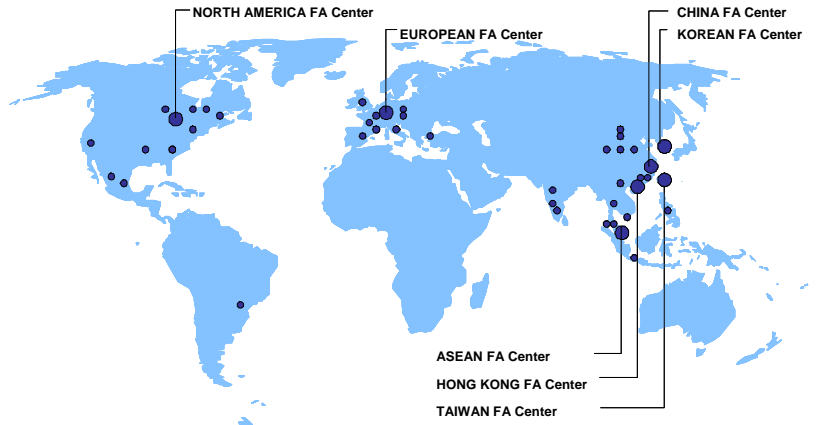 NORTH AMERICA FA Center
CHINA FA Center
EUROPEAN FA Center
KOREAN FA Center
ASEAN FA Center
HONG KONG FA Center
TAIWAN FA Center